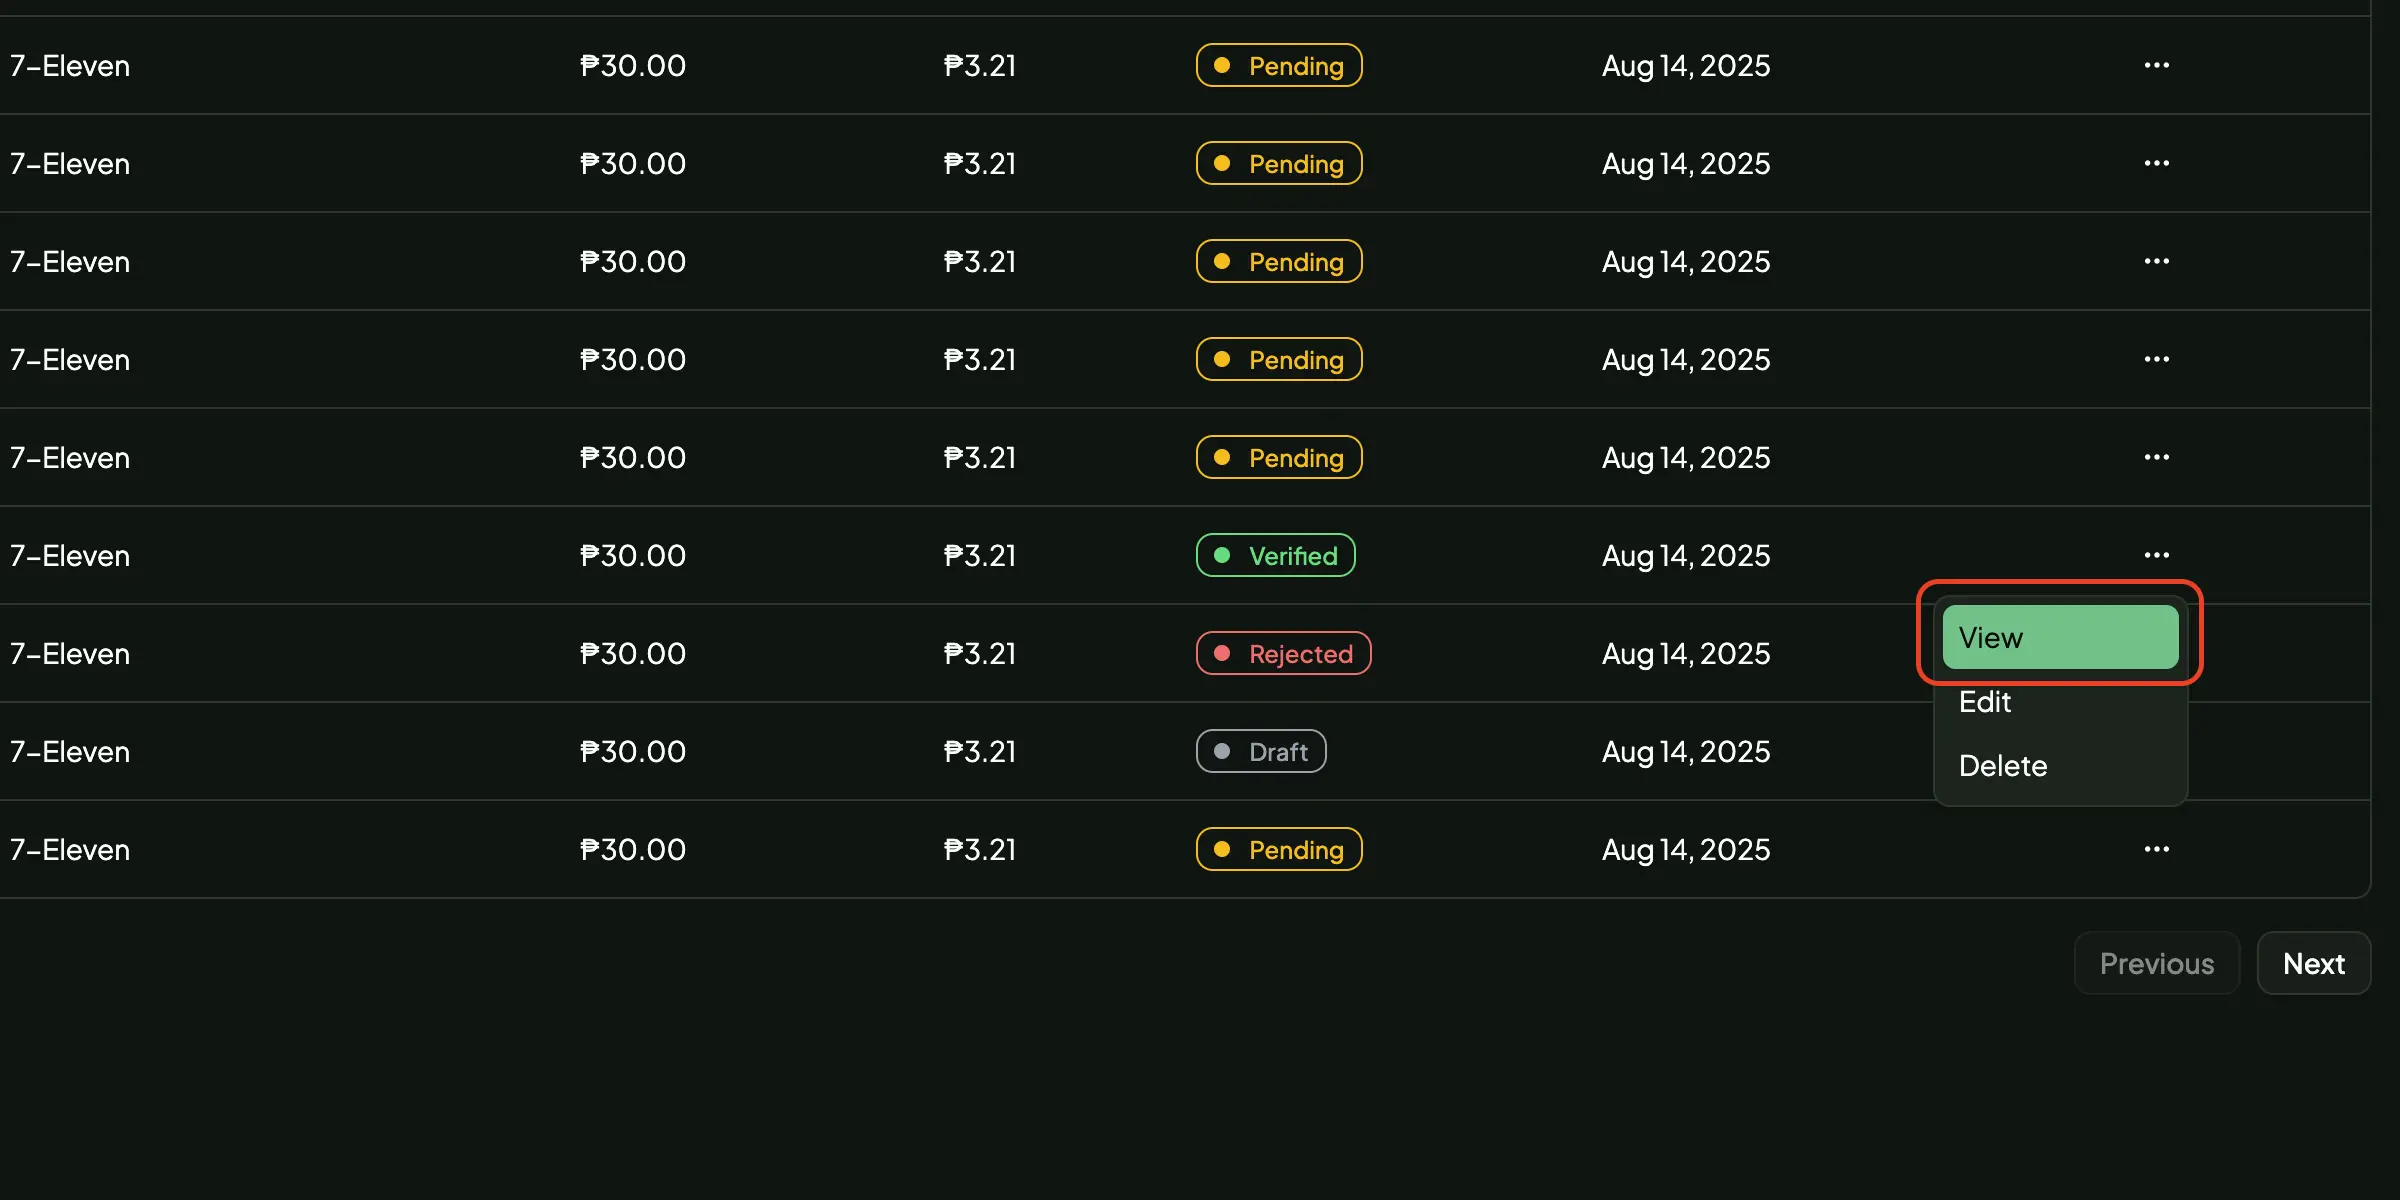 7-Eleven ₱30.00 ₱3.21 Pending Aug 14, 2025 ...
7-Eleven ₱30.00 ₱3.21 Pending Aug 14, 2025 ...
7-Eleven ₱30.00 ₱3.21 Pending Aug 14, 2025 ...
7-Eleven ₱30.00 ₱3.21 Pending Aug 14, 2025 ...
7-Eleven ₱30.00 ₱3.21 Pending Aug 14, 2025 ...
7-Eleven ₱30.00 ₱3.21 Verified Aug 14, 2025 ...
View
7-Eleven ₱30.00 ₱3.21 Rejected Aug 14, 2025
Edit
7-Eleven ₱30.00 ₱3.21 Draft Aug 14, 2025
Delete
7-Eleven ₱30.00 ₱3.21 Pending Aug 14, 2025 ...
Previous Next